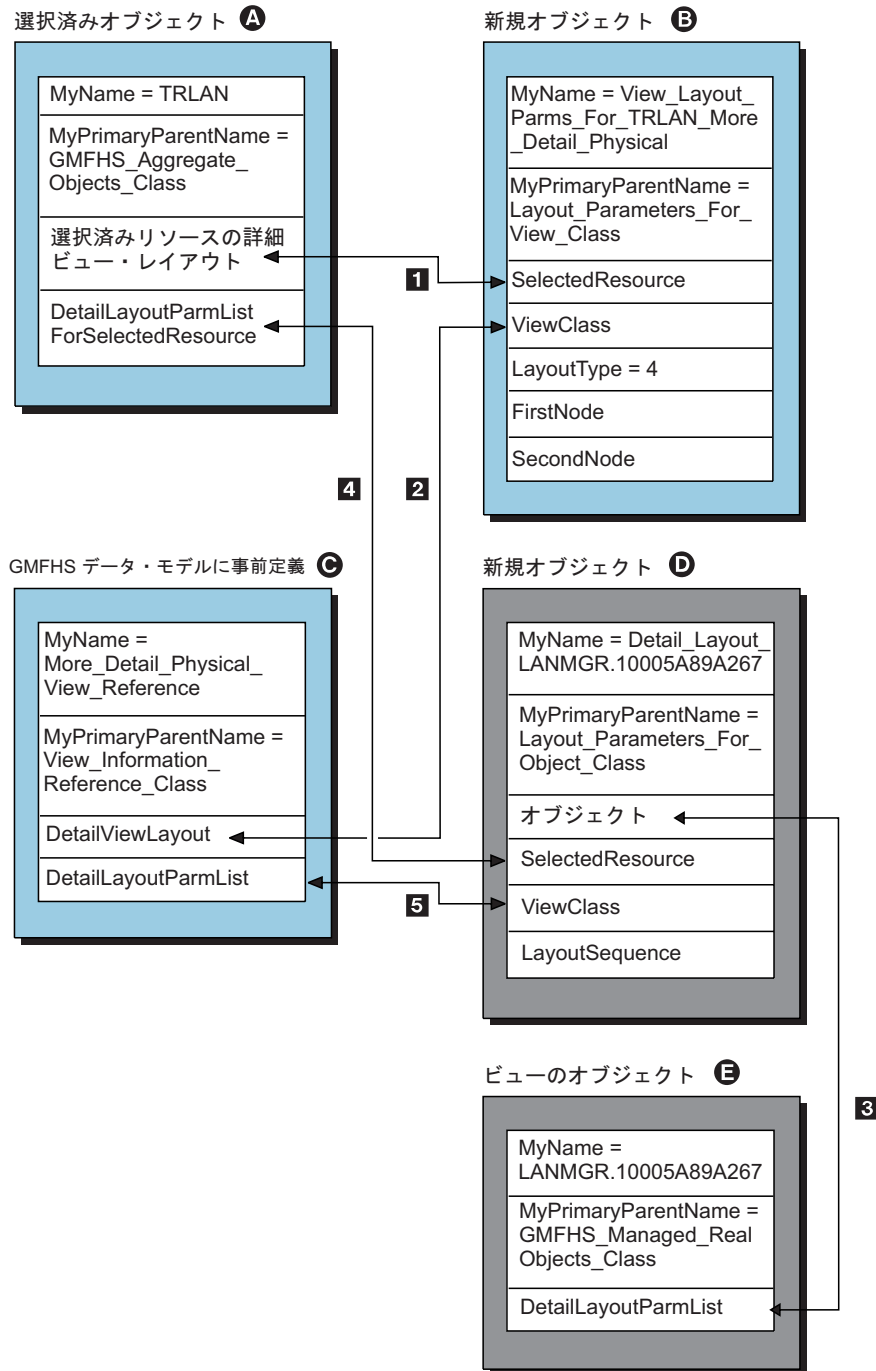 選択済みオブジェクト A
MyName = TRLAN
MyPrimaryParentName =
GMFHS_Aggregate_
Objects_Class
選択済みリソースの詳細
ビュー・レイアウト
DetailLayoutParmList
ForSelectedResource
新規オブジェクト B
MyName = View_Layout_
Parms_For_TRLAN_More
_Detail_Physical
MyPrimaryParentName =
Layout_Parameters_For_
View_Class
SelectedResource
ViewClass
LayoutType = 4
FirstNode
SecondNode
1
4
2
GMFHS データ・モデルに事前定義 C
MyName =
More_Detail_Physical_
View_Reference
MyPrimaryParentName =
View_Information_
Reference_Class
DetailViewLayout
DetailLayoutParmList
5
新規オブジェクト D
MyName = Detail_Layout_
LANMGR.10005A89A267
MyPrimaryParentName =
Layout_Parameters_For_
Object_Class
オブジェクト
SelectedResource
ViewClass
LayoutSequence
ビューのオブジェクト E
3
MyName =
LANMGR.10005A89A267
MyPrimaryParentName =
GMFHS_Managed_Real
Objects_Class
DetailLayoutParmList